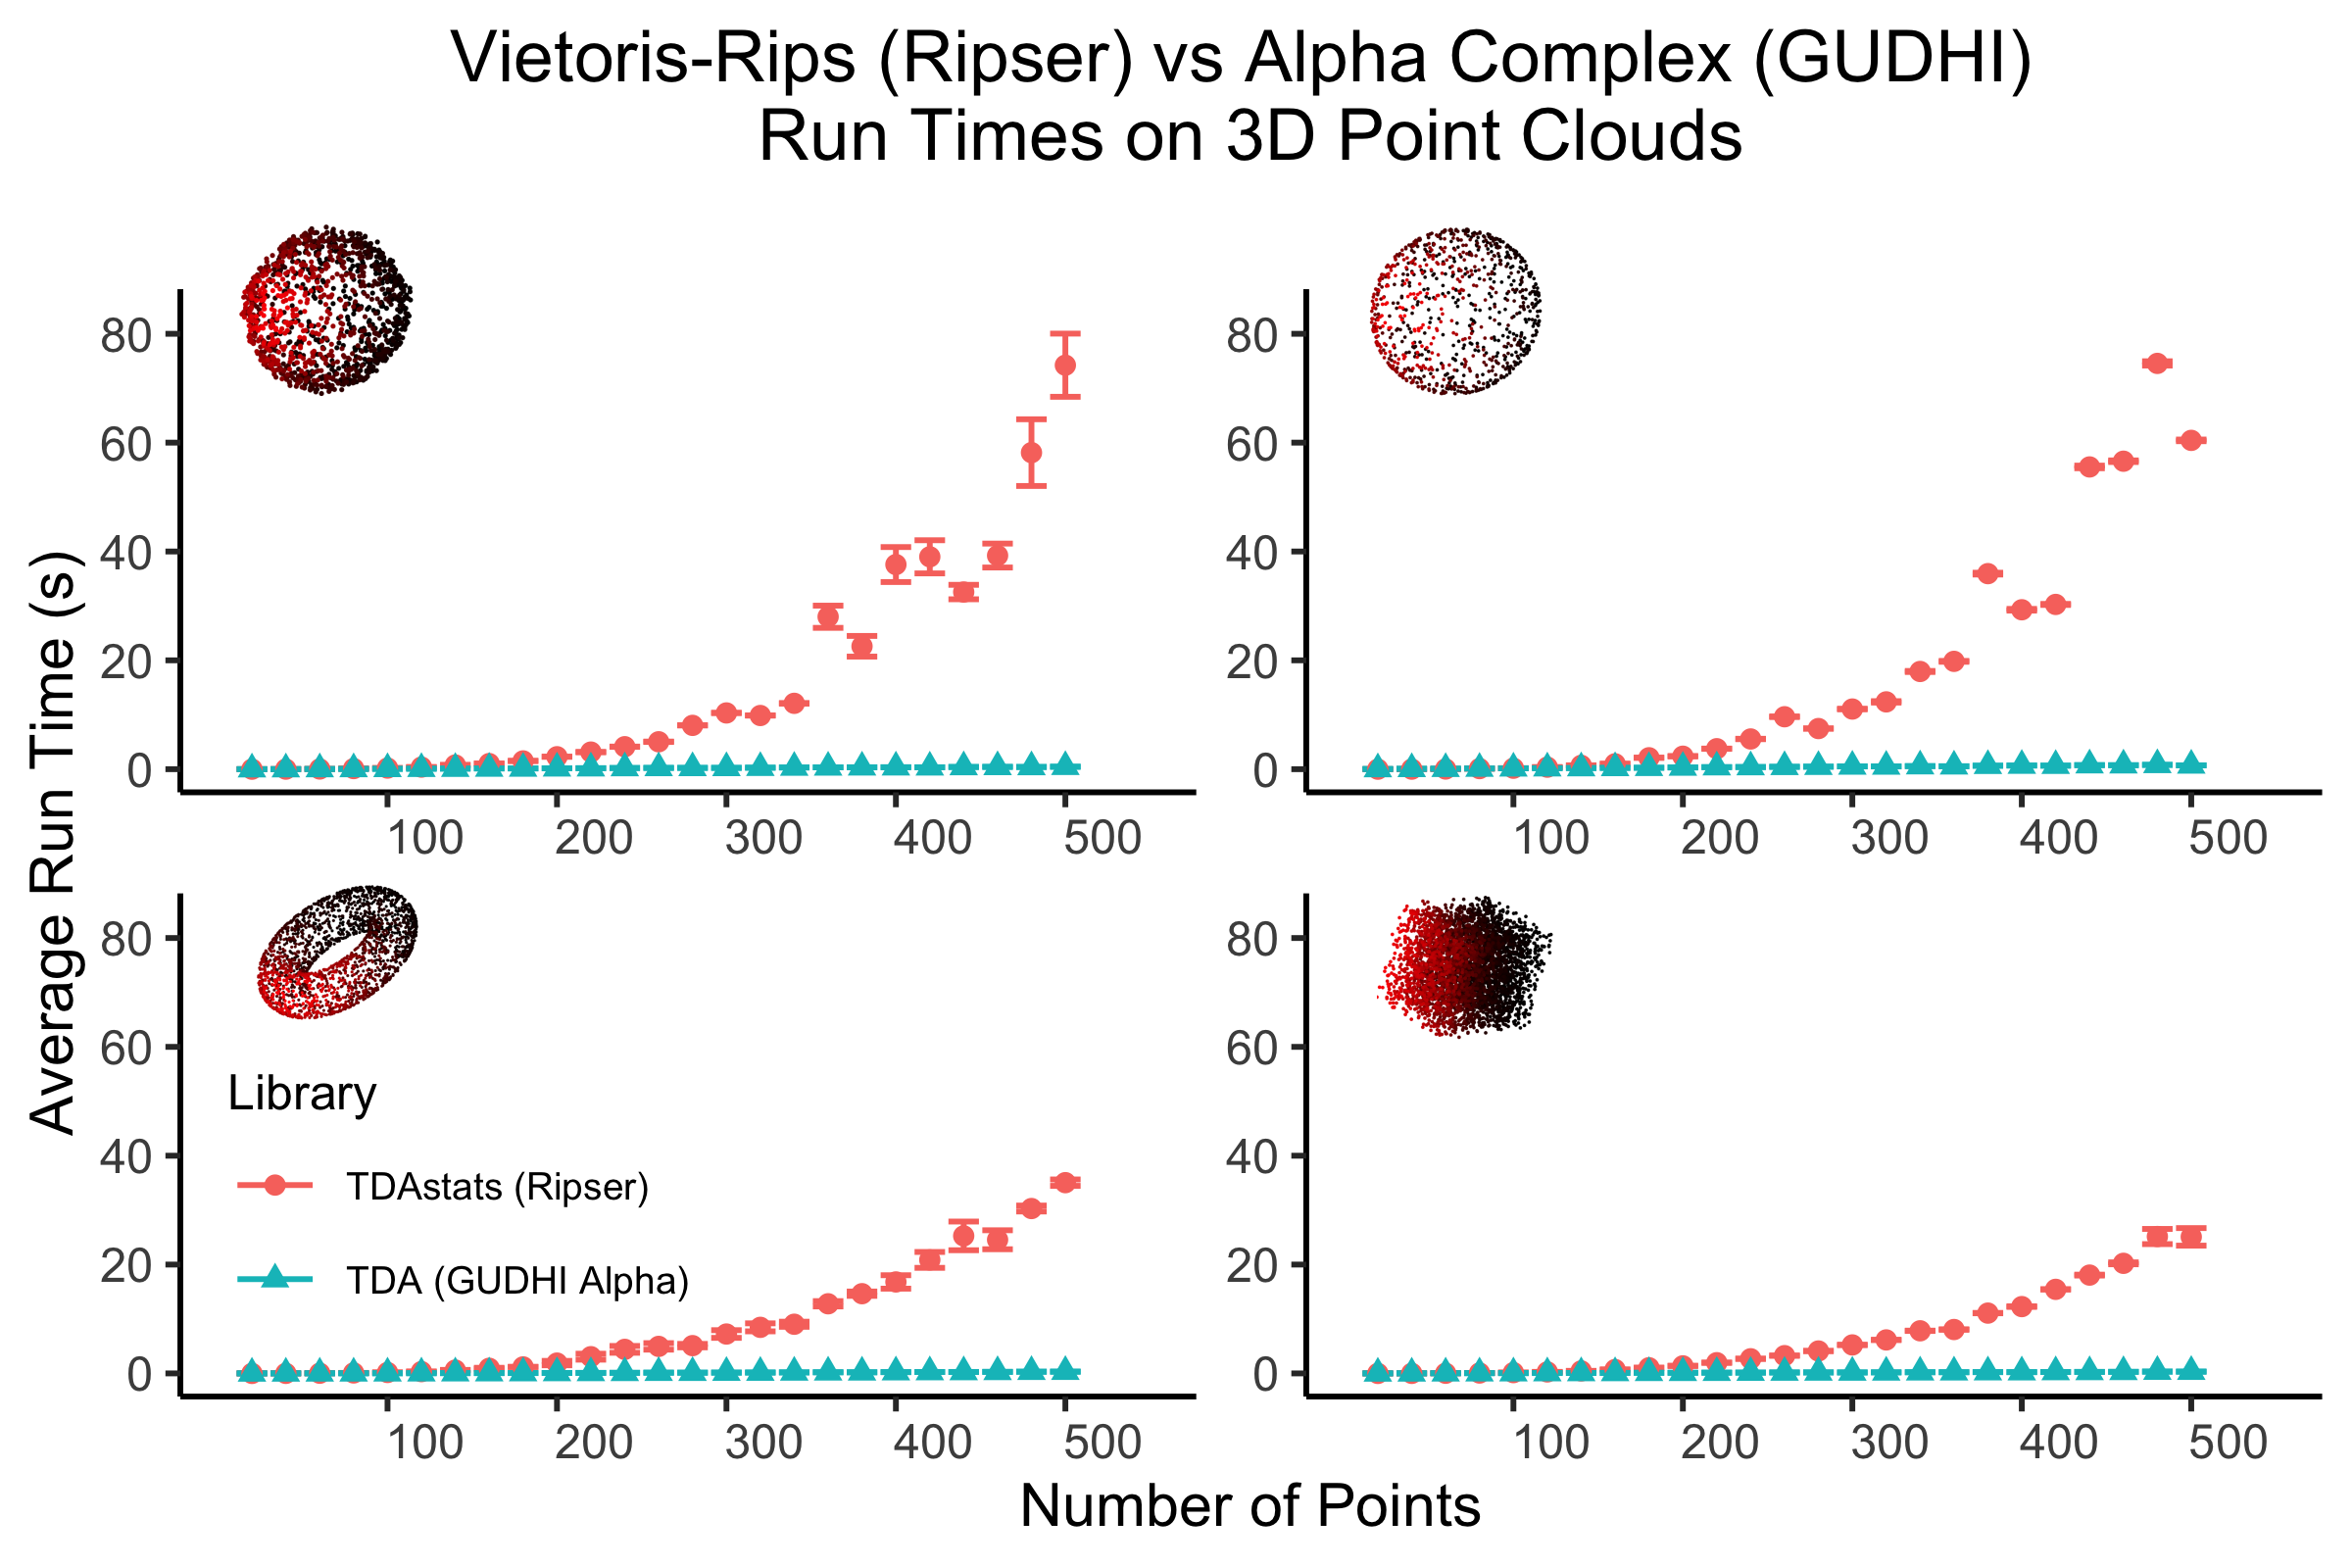 Vietoris-Rips (Ripser) vs Alpha Complex (GUDHI)
Run Times on 3D Point Clouds
Average Run Time (s)
80
60
40
20
0
100 200 300 400 500
80
60
40
20
0
100 200 300 400 500
80
60
40
20
0
100 200 300 400 500
Library
TDAstats (Ripser)
TDA (GUDHI Alpha)
80
60
40
20
0
100 200 300 400 500
Number of Points